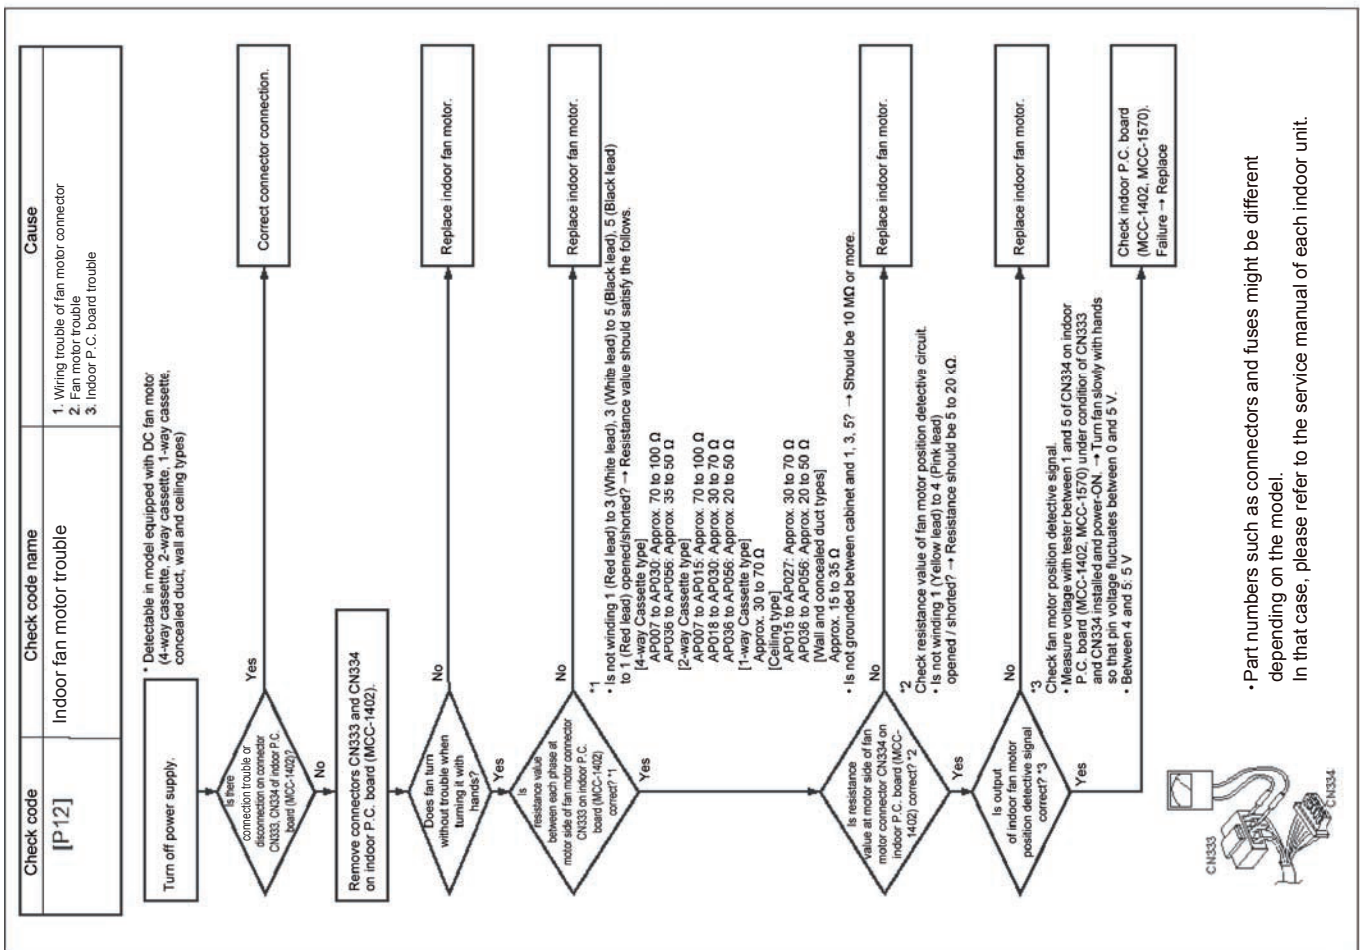 Check code
Check code name
Cause
[P12]
Indoor fan motor trouble
1. Wiring trouble of fan motor connector
2. Fan motor trouble
3. Indoor P.C. board trouble
Turn off power supply.
* Detectable in model equipped with DC fan motor
(4-way cassette, 2-way cassette, 1-way cassette,
concealed duct, wall and ceiling types)
Is there
connection trouble or
disconnection on connector
CN333, CN334 of indoor P.C.
board (MCC-1402)?
Yes
Correct connector connection.
No
Remove connectors CN333 and CN334
on indoor P.C. board (MCC-1402).
Does fan turn
without trouble when
turning it with
hands?
No
Replace indoor fan motor.
Yes
Is
resistance value
between each phase at
motor side of fan motor connector
CN333 on indoor P.C.
board (MCC-1402)
correct? *1
No
Replace indoor fan motor.
Yes
*1
• Is not winding 1 (Red lead) to 3 (White lead), 3 (White lead) to 5 (Black lead), 5 (Black lead)
to 1 (Red lead) opened/shorted? → Resistance value should satisfy the follows.
[4-way Cassette type]
AP007 to AP030: Approx. 70 to 100 Ω
AP036 to AP056: Approx. 35 to 50 Ω
[2-way Cassette type]
AP007 to AP015: Approx. 70 to 100 Ω
AP018 to AP030: Approx. 30 to 70 Ω
AP036 to AP056: Approx. 20 to 50 Ω
[1-way Cassette type]
Approx. 30 to 70 Ω
[Ceiling type]
AP015 to AP027: Approx. 30 to 70 Ω
AP036 to AP056: Approx. 20 to 50 Ω
[Wall and concealed duct types]
Approx. 15 to 35 Ω
• Is not grounded between cabinet and 1, 3, 5? → Should be 10 MΩ or more.
Is resistance
value at motor side of fan
motor connector CN334 on
indoor P.C. board (MCC-
1402) correct? *2
No
Replace indoor fan motor.
Yes
*2
Check resistance value of fan motor position detective circuit.
• Is not winding 1 (Yellow lead) to 4 (Pink lead)
opened / shorted? → Resistance should be 5 to 20 kΩ.
Is output
of indoor fan motor
position detective signal
correct? *3
No
Replace indoor fan motor.
Yes
*3
Check fan motor position detective signal.
• Measure voltage with tester between 1 and 5 of CN334 on indoor
P.C. board (MCC-1402, MCC-1570) under condition of CN333
and CN334 installed and power-ON. → Turn fan slowly with hands
so that pin voltage fluctuates between 0 and 5 V.
• Between 4 and 5: 5 V
Check indoor P.C. board
(MCC-1402, MCC-1570).
Failure → Replace
CN333
CN334
• Part numbers such as connectors and fuses might be different
depending on the model.
In that case, please refer to the service manual of each indoor unit.